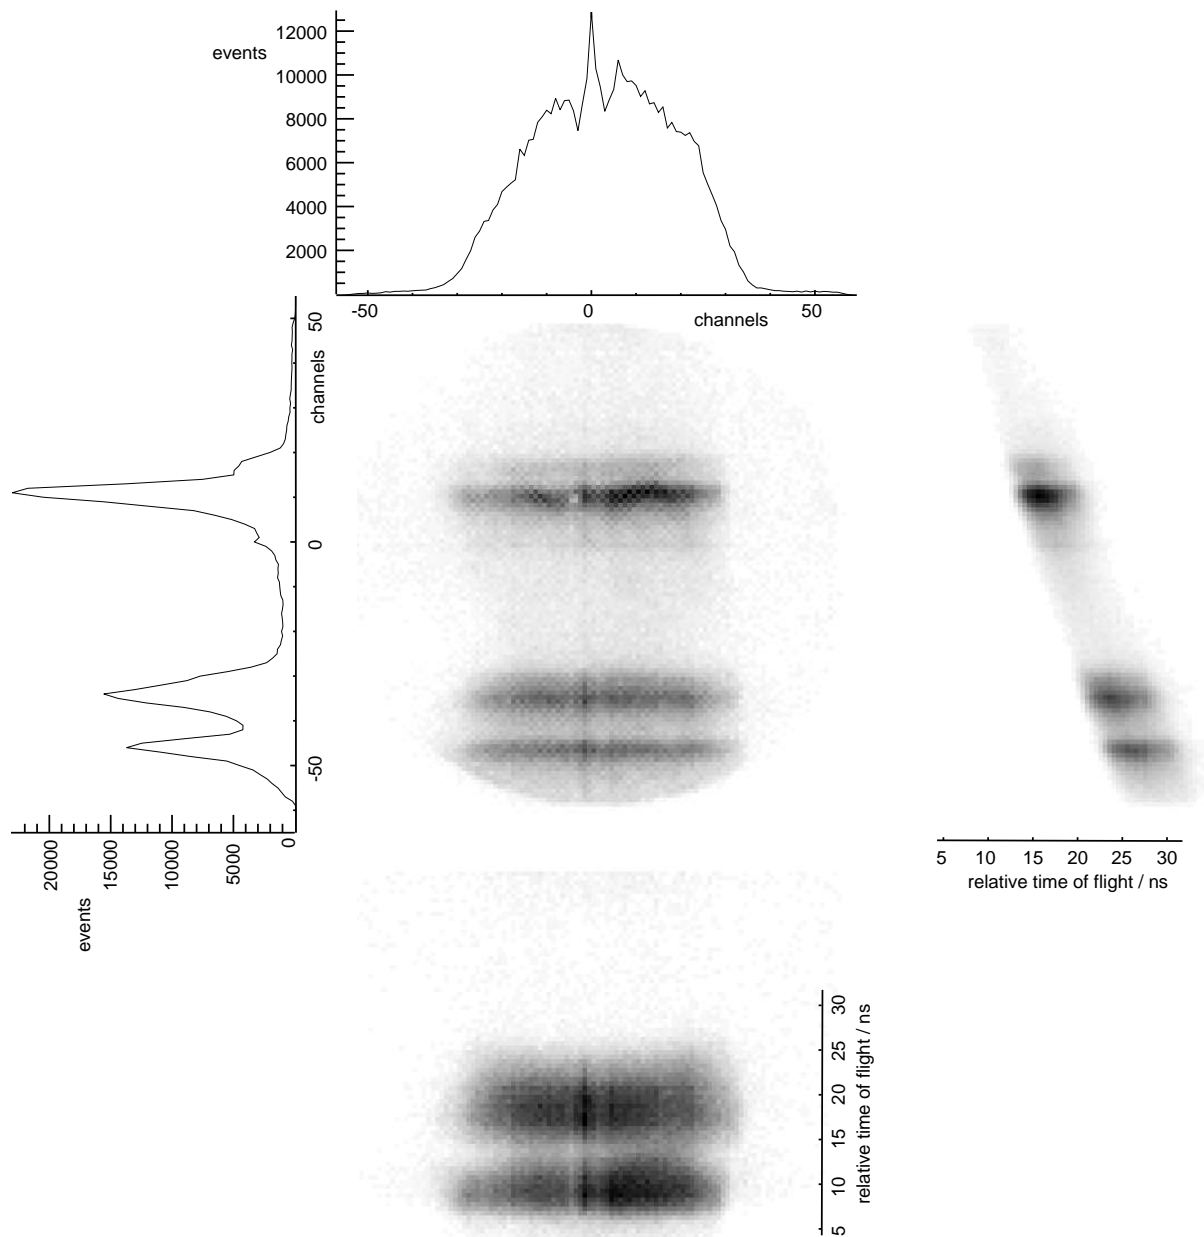 events
12000
10000
8000
6000
4000
2000
-50 0 50
channels
50
0
-50
channels
20000 15000 10000 5000 0
events
5 10 15 20 25 30
relative time of flight / ns
30
25
20
15
10
5
relative time of flight / ns